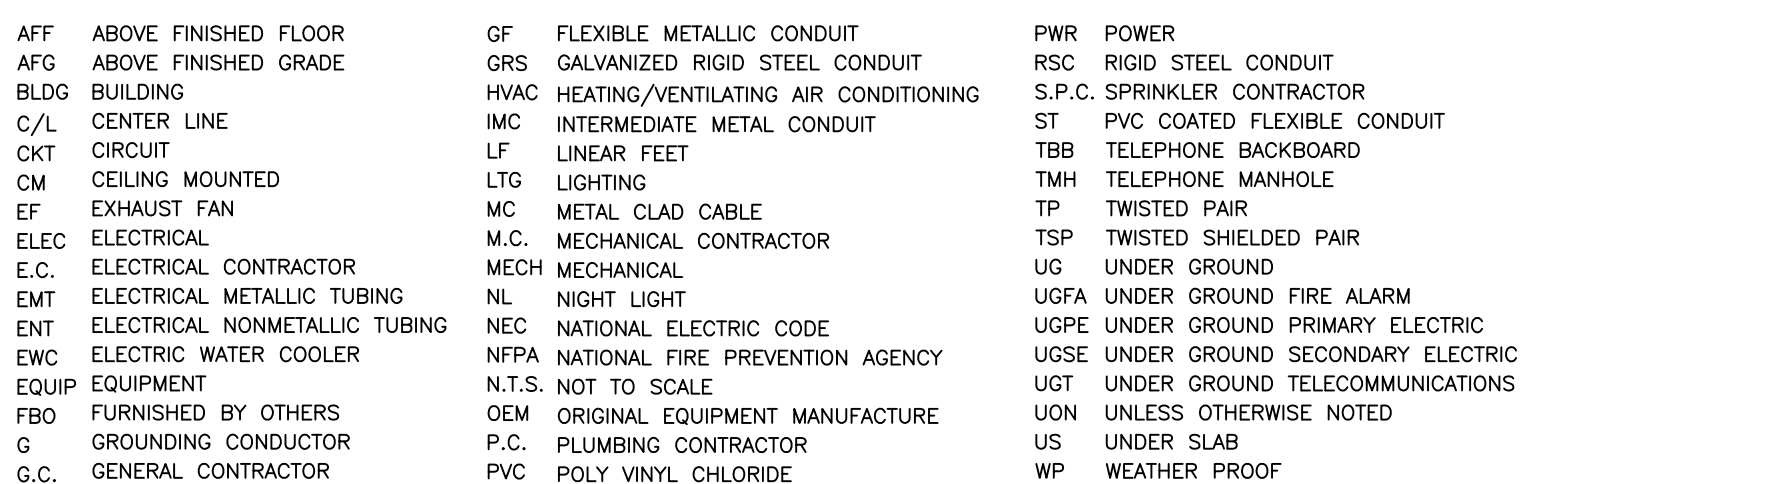 AFF ABOVE FINISHED FLOOR
AFG ABOVE FINISHED GRADE
BLDG BUILDING
C/L CENTER LINE
CKT CIRCUIT
CM CEILING MOUNTED
EF EXHAUST FAN
ELEC ELECTRICAL
E.C. ELECTRICAL CONTRACTOR
EMT ELECTRICAL METALLIC TUBING
ENT ELECTRICAL NONMETALLIC TUBING
EWC ELECTRIC WATER COOLER
EQUIP EQUIPMENT
FBO FURNISHED BY OTHERS
G GROUNDING CONDUCTOR
G.C. GENERAL CONTRACTOR
GF FLEXIBLE METALLIC CONDUIT
GRS GALVANIZED RIGID STEEL CONDUIT
HVAC HEATING/VENTILATING AIR CONDITIONING
IMC INTERMEDIATE METAL CONDUIT
LF LINEAR FEET
LTG LIGHTING
MC METAL CLAD CABLE
M.C. MECHANICAL CONTRACTOR
MECH MECHANICAL
NL NIGHT LIGHT
NEC NATIONAL ELECTRIC CODE
NFPA NATIONAL FIRE PREVENTION AGENCY
N.T.S. NOT TO SCALE
OEM ORIGINAL EQUIPMENT MANUFACTURE
P.C. PLUMBING CONTRACTOR
PVC POLY VINYL CHLORIDE
PWR POWER
RSC RIGID STEEL CONDUIT
S.P.C. SPRINKLER CONTRACTOR
ST PVC COATED FLEXIBLE CONDUIT
TBB TELEPHONE BACKBOARD
TMH TELEPHONE MANHOLE
TP TWISTED PAIR
TSP TWISTED SHIELDED PAIR
UG UNDER GROUND
UGFA UNDER GROUND FIRE ALARM
UGPE UNDER GROUND PRIMARY ELECTRIC
UGSE UNDER GROUND SECONDARY ELECTRIC
UGT UNDER GROUND TELECOMMUNICATIONS
UON UNLESS OTHERWISE NOTED
US UNDER SLAB
WP WEATHER PROOF